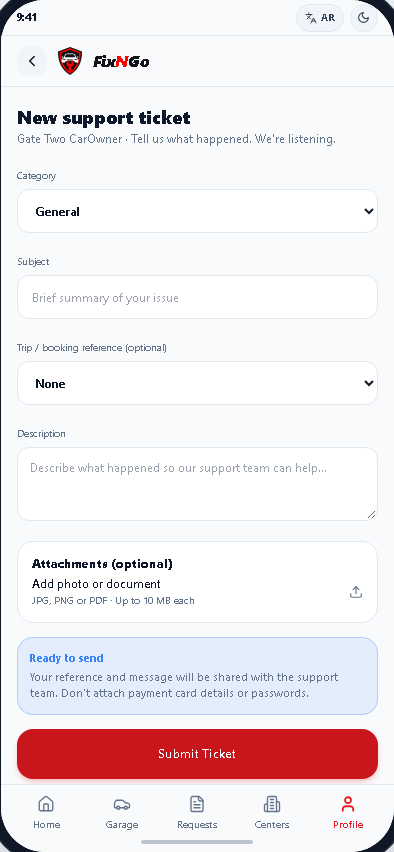 9:41
AR
FixNGo
New support ticket
Gate Two CarOwner · Tell us what happened. We're listening.
Category
General
Subject
Brief summary of your issue
Trip / booking reference (optional)
None
Description
Describe what happened so our support team can help...
Attachments (optional)
Add photo or document
JPG, PNG or PDF · Up to 10 MB each
Ready to send
Your reference and message will be shared with the support
team. Don't attach payment card details or passwords.
Submit Ticket
Home
Garage
Requests
Centers
Profile